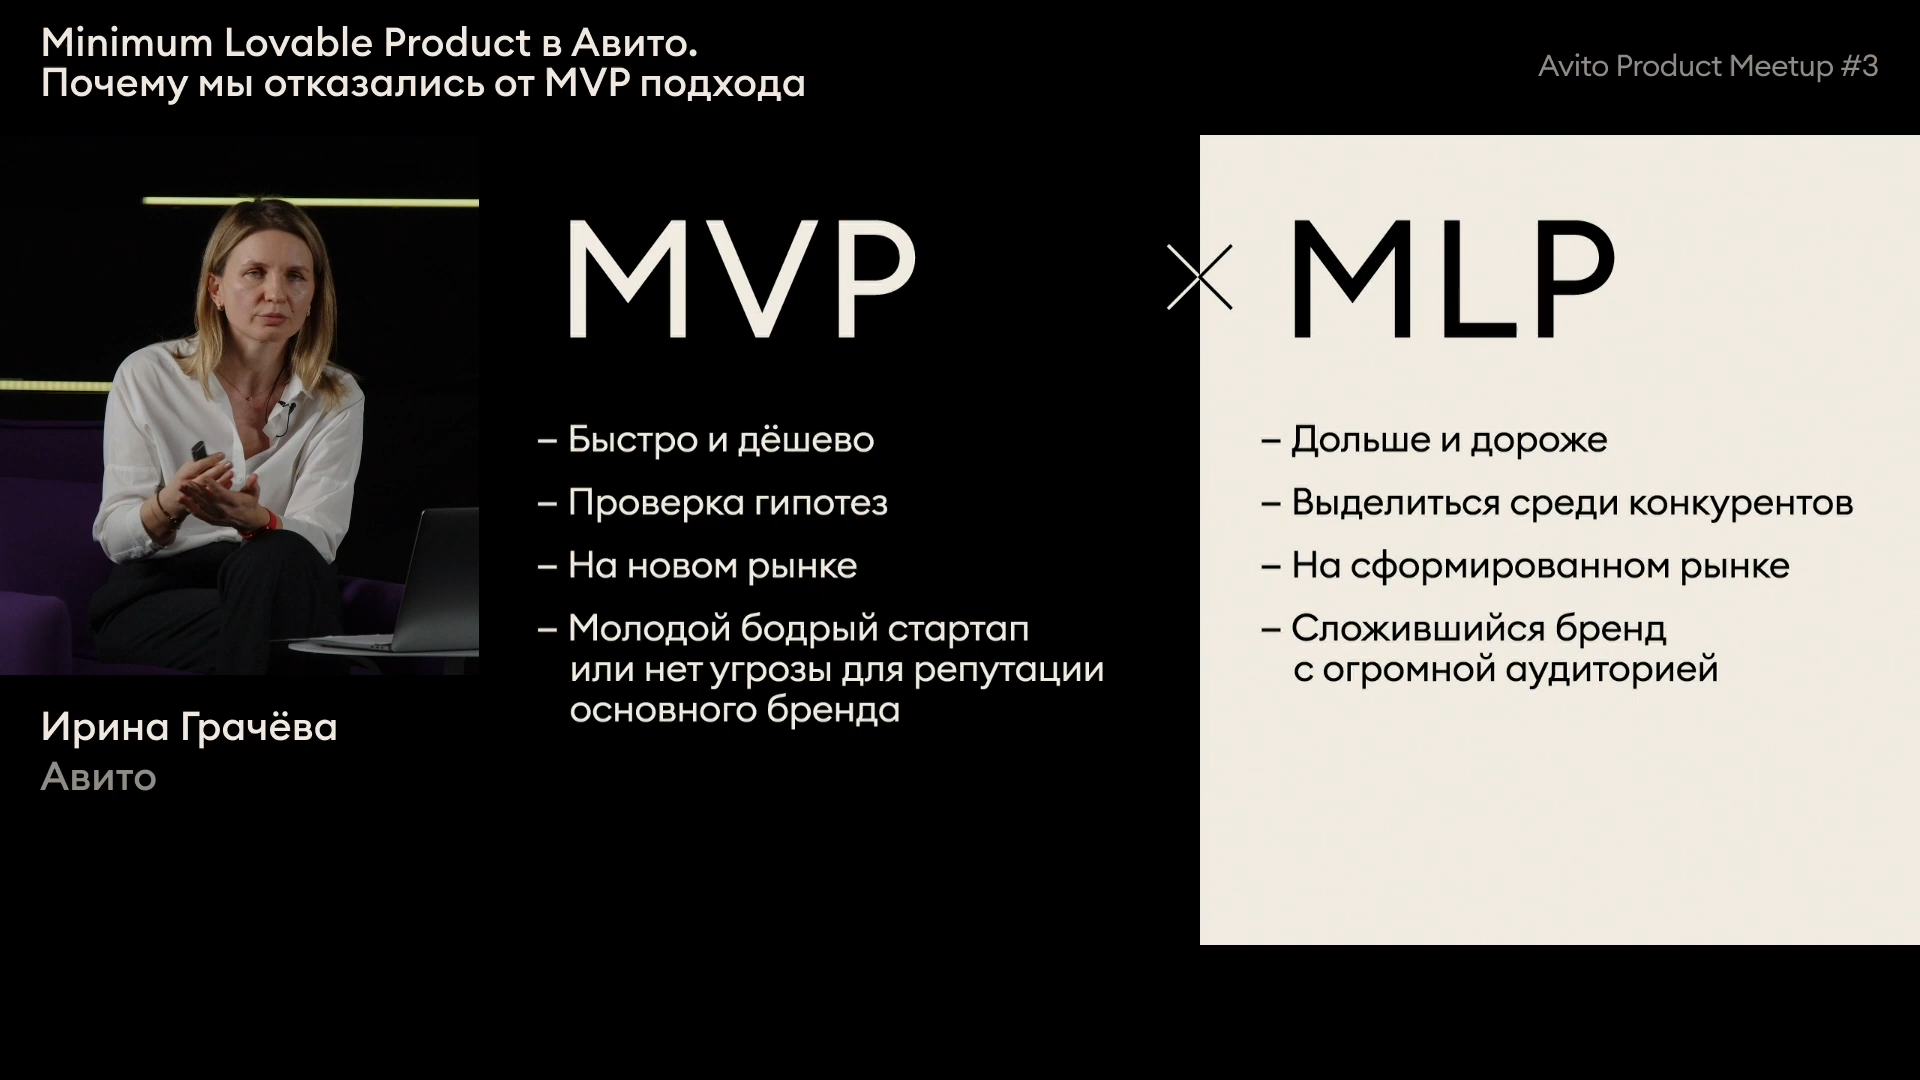 Minimum Lovable Product в Авито.
Почему мы отказались от MVP подхода
Avito Product Meetup #3
MVP
– Быстро и дёшево
– Проверка гипотез
– На новом рынке
– Молодой бодрый стартап
или нет угрозы для репутации
основного бренда
MLP
– Дольше и дороже
– Выделиться среди конкурентов
– На сформированном рынке
– Сложившийся бренд
с огромной аудиторией
Ирина Грачёва
Авито